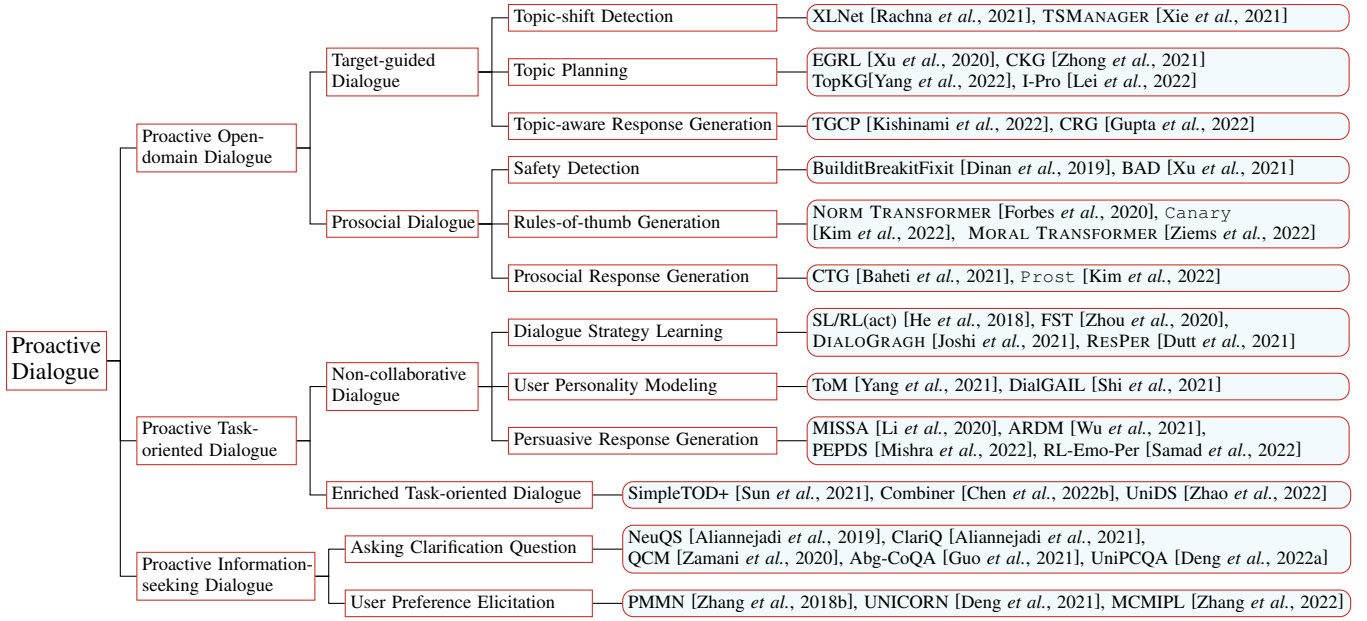 Topic-shift Detection
XLNet [Rachna et al., 2021], TSMANAGER [Xie et al., 2021]
Target-guided
Dialogue
Topic Planning
EGRL [Xu et al., 2020], CKG [Zhong et al., 2021]
TopKG[Yang et al., 2022], I-Pro [Lei et al., 2022]
Topic-aware Response Generation
TGCP [Kishinami et al., 2022], CRG [Gupta et al., 2022]
Proactive Open-
domain Dialogue
Safety Detection
BuilditBreakitFixit [Dinan et al., 2019], BAD [Xu et al., 2021]
Prosocial Dialogue
Rules-of-thumb Generation
NORM TRANSFORMER [Forbes et al., 2020], Canary
[Kim et al., 2022], MORAL TRANSFORMER [Ziems et al., 2022]
Prosocial Response Generation
CTG [Baheti et al., 2021], Prost [Kim et al., 2022]
Proactive
Dialogue
Dialogue Strategy Learning
SL/RL(act) [He et al., 2018], FST [Zhou et al., 2020],
DIALOGRAGH [Joshi et al., 2021], RESPER [Dutt et al., 2021]
Non-collaborative
Dialogue
User Personality Modeling
ToM [Yang et al., 2021], DialGAIL [Shi et al., 2021]
Proactive Task-
oriented Dialogue
Persuasive Response Generation
MISSA [Li et al., 2020], ARDM [Wu et al., 2021],
PEPDS [Mishra et al., 2022], RL-Emo-Per [Samad et al., 2022]
Enriched Task-oriented Dialogue
SimpleTOD+ [Sun et al., 2021], Combiner [Chen et al., 2022b], UniDS [Zhao et al., 2022]
Proactive Information-
seeking Dialogue
Asking Clarification Question
NeuQS [Aliannejadi et al., 2019], ClariQ [Aliannejadi et al., 2021],
QCM [Zamani et al., 2020], Abg-CoQA [Guo et al., 2021], UniPCQA [Deng et al., 2022a]
User Preference Elicitation
PMMN [Zhang et al., 2018b], UNICORN [Deng et al., 2021], MCMIPL [Zhang et al., 2022]